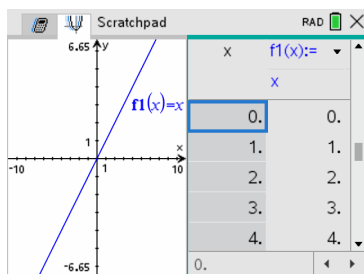 Scratchpad RAD
6.65 y
f1(x)=x
1
x
-10 1 10
-6.65
x f1(x):=
x
0. 0.
1. 1.
2. 2.
3. 3.
4. 4.
0.